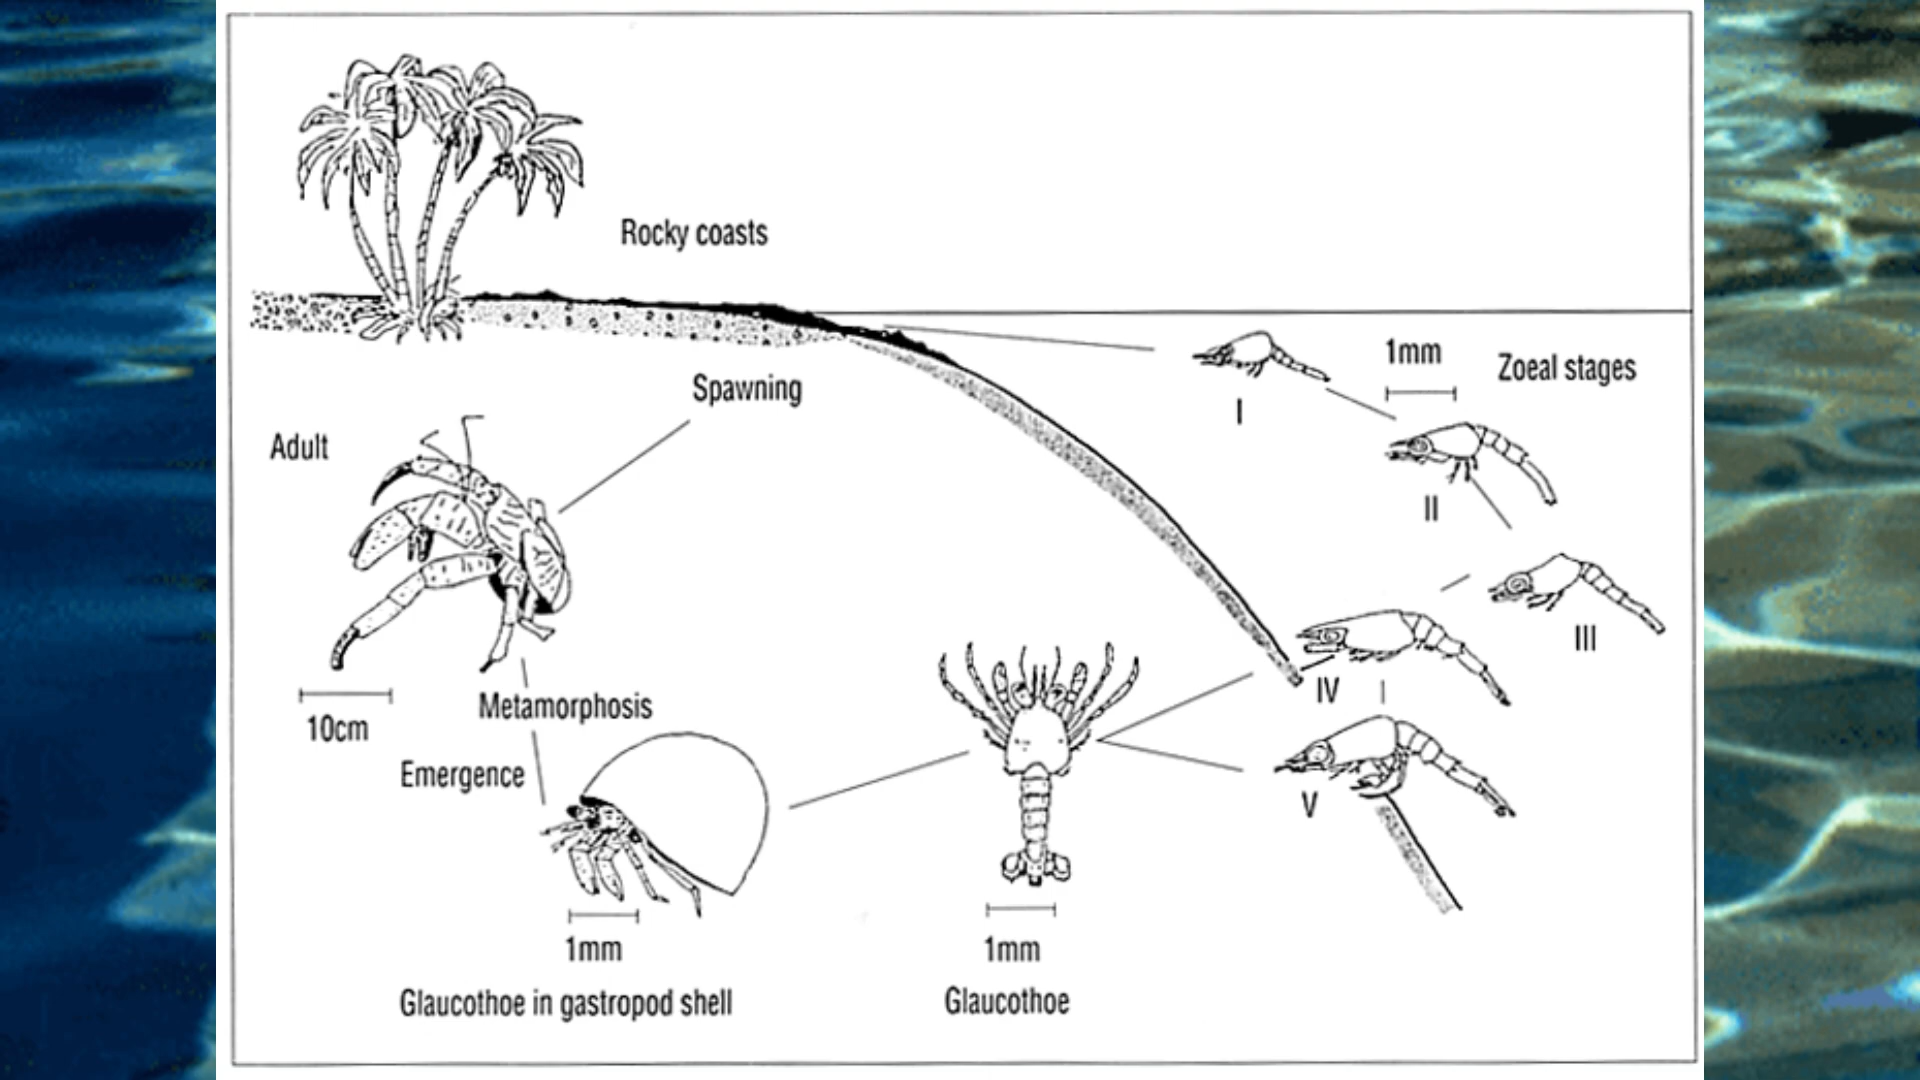 Rocky coasts
1mm
Zoeal stages
Spawning
I
Adult
II
III
IV
Metamorphosis
10cm
Emergence
V
1mm
1mm
Glaucothoe in gastropod shell
Glaucothoe